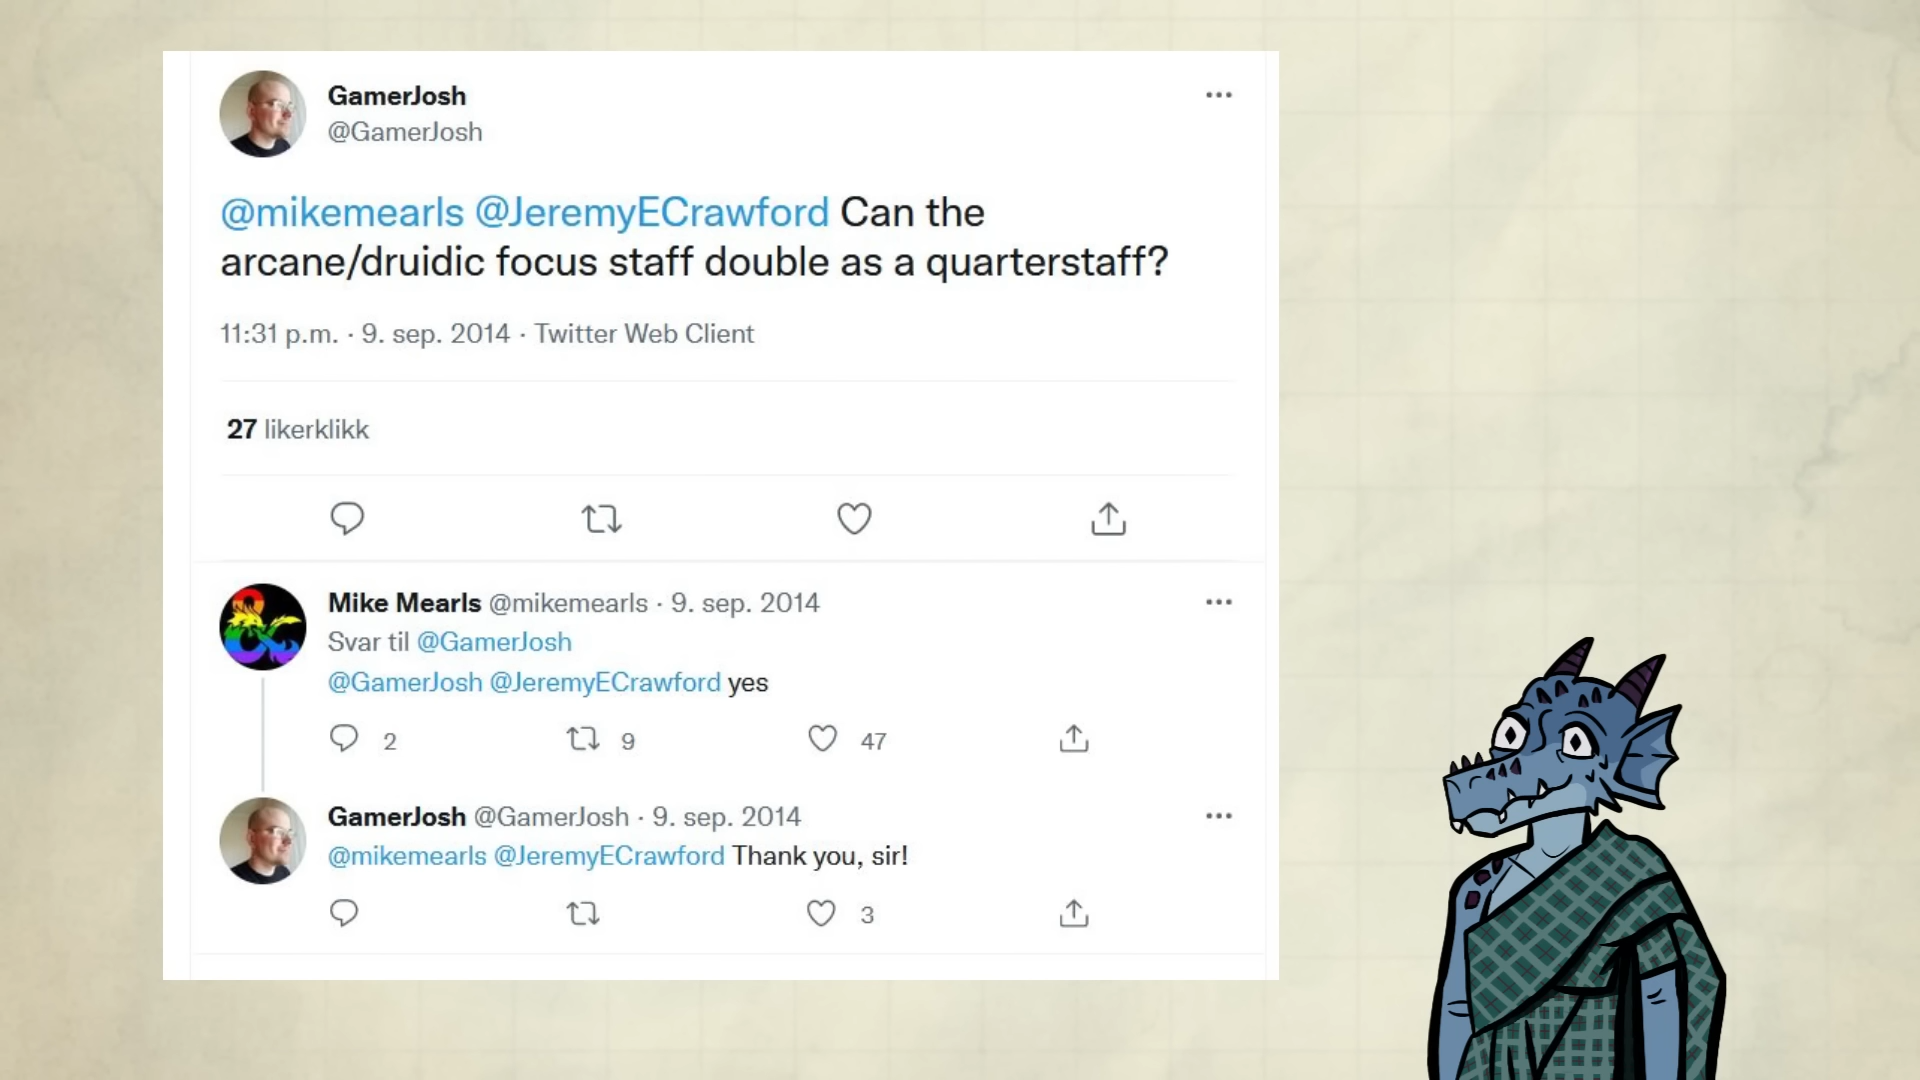 GamerJosh
@GamerJosh
@mikemearls @JeremyECrawford Can the
arcane/druidic focus staff double as a quarterstaff?
11:31 p.m. · 9. sep. 2014 · Twitter Web Client
27 likerklikk
Mike Mearls @mikemearls · 9. sep. 2014
Svar til @GamerJosh
@GamerJosh @JeremyECrawford yes
2 9 47
GamerJosh @GamerJosh · 9. sep. 2014
@mikemearls @JeremyECrawford Thank you, sir!
3